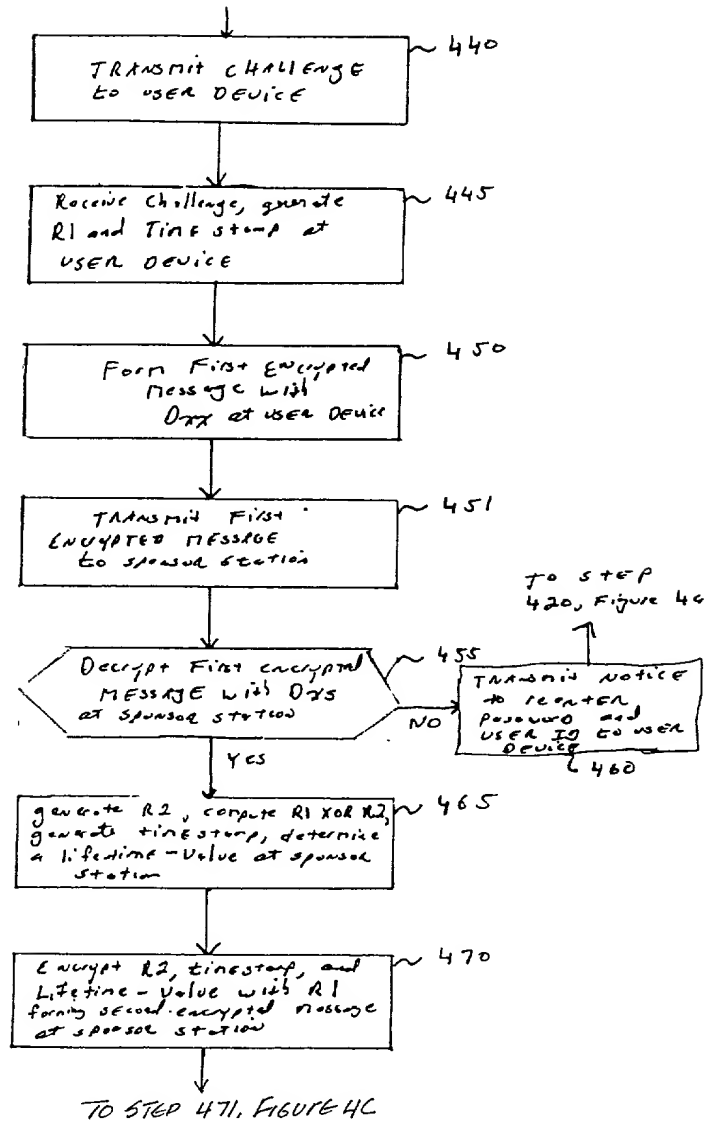 440
TRANSMIT CHALLENGE
to USER DEVICE
445
Receive Challenge, generate
R1 and TIME stamp at
USER DEVICE
450
Form First Encrypted
Message with
Dxx at USER DEVICE
451
TRANSMIT First
ENCRYPTED MESSAGE
to sponsor station
To STEP
420, Figure 4a
455
Decrypt First encrypted
MESSAGE with Dxs
at sponsor station
NO
TRANSMIT NOTICE
to reenter
password and
USER ID to USER
DEVICE
460
YES
465
generate R2, compute R1 XOR R2,
generate timestamp, determine
a lifetime-value at sponsor
station
470
Encrypt R2, timestamp, and
Lifetime-value with R1
forming second-encrypted message
at sponsor station
TO STEP 471, FIGURE 4C